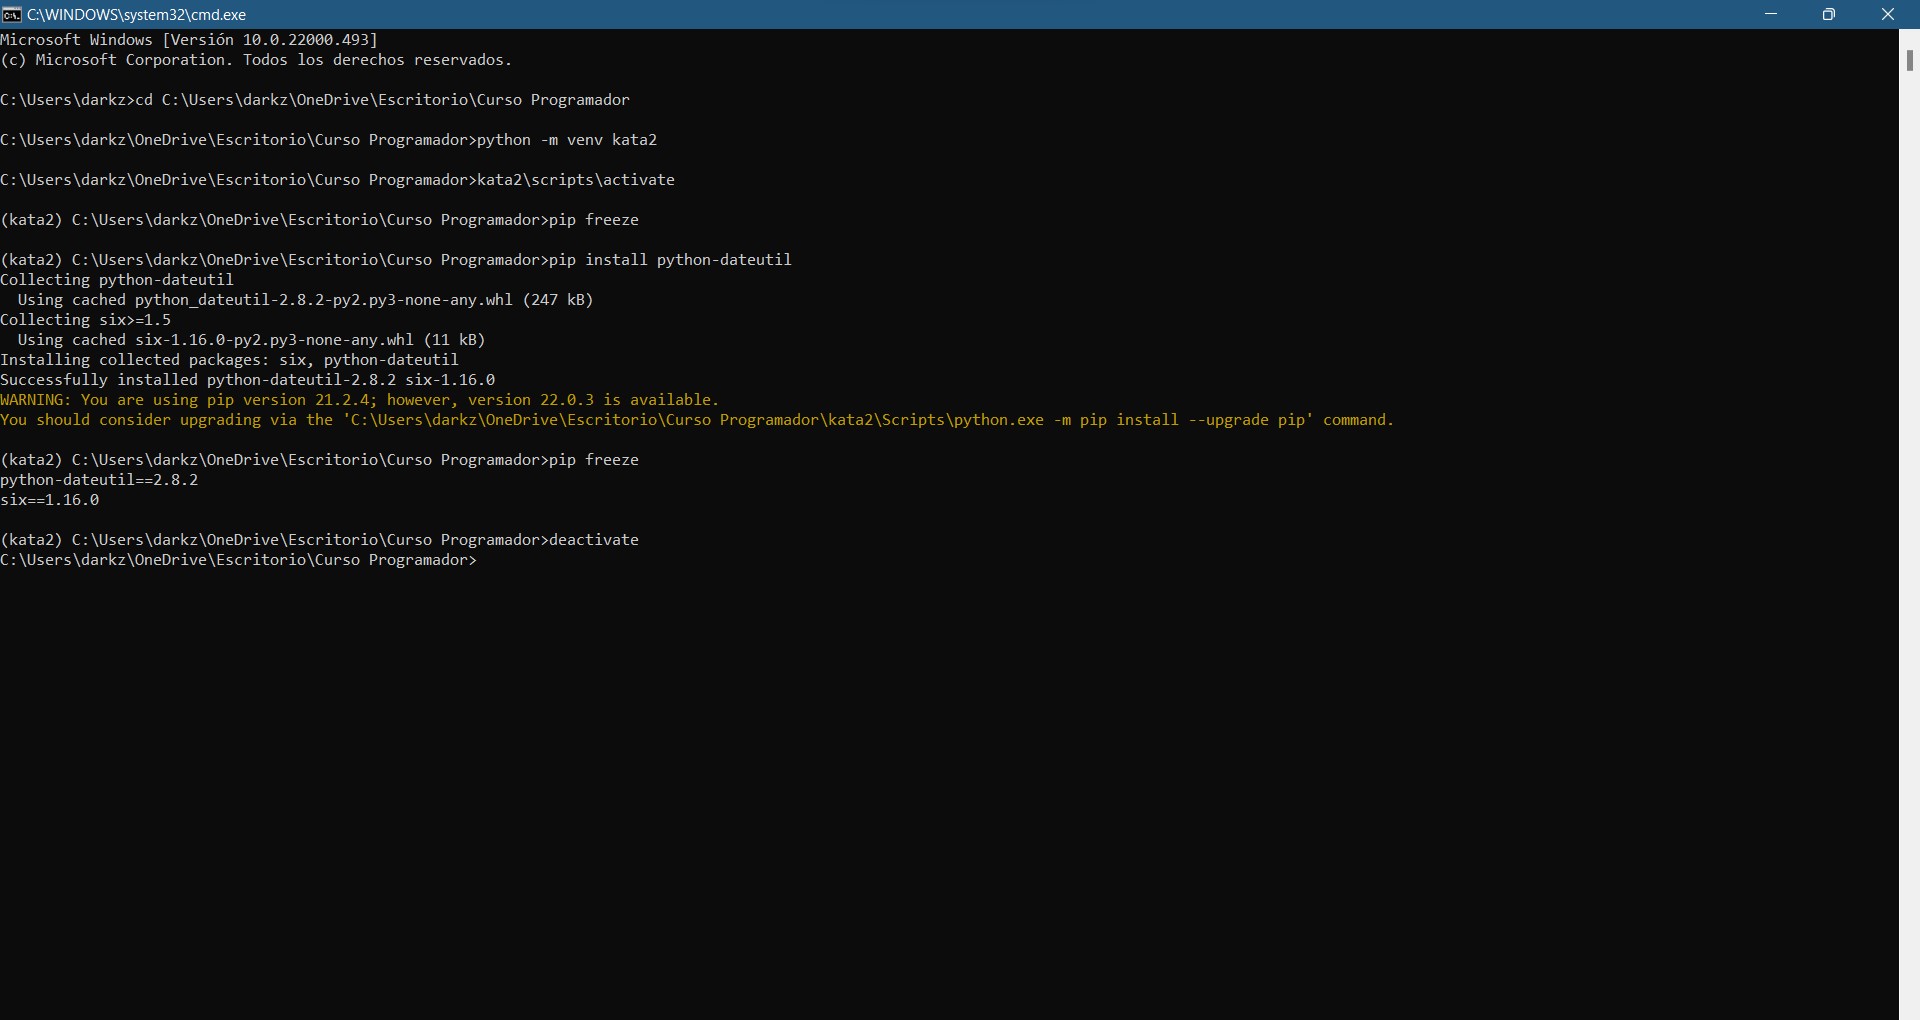 C:\WINDOWS\system32\cmd.exe
Microsoft Windows [Versión 10.0.22000.493]
(c) Microsoft Corporation. Todos los derechos reservados.
C:\Users\darkz>cd C:\Users\darkz\OneDrive\Escritorio\Curso Programador
C:\Users\darkz\OneDrive\Escritorio\Curso Programador>python -m venv kata2
C:\Users\darkz\OneDrive\Escritorio\Curso Programador>kata2\scripts\activate
(kata2) C:\Users\darkz\OneDrive\Escritorio\Curso Programador>pip freeze
(kata2) C:\Users\darkz\OneDrive\Escritorio\Curso Programador>pip install python-dateutil
Collecting python-dateutil
  Using cached python_dateutil-2.8.2-py2.py3-none-any.whl (247 kB)
Collecting six>=1.5
  Using cached six-1.16.0-py2.py3-none-any.whl (11 kB)
Installing collected packages: six, python-dateutil
Successfully installed python-dateutil-2.8.2 six-1.16.0
WARNING: You are using pip version 21.2.4; however, version 22.0.3 is available.
You should consider upgrading via the 'C:\Users\darkz\OneDrive\Escritorio\Curso Programador\kata2\Scripts\python.exe -m pip install --upgrade pip' command.
(kata2) C:\Users\darkz\OneDrive\Escritorio\Curso Programador>pip freeze
python-dateutil==2.8.2
six==1.16.0
(kata2) C:\Users\darkz\OneDrive\Escritorio\Curso Programador>deactivate
C:\Users\darkz\OneDrive\Escritorio\Curso Programador>